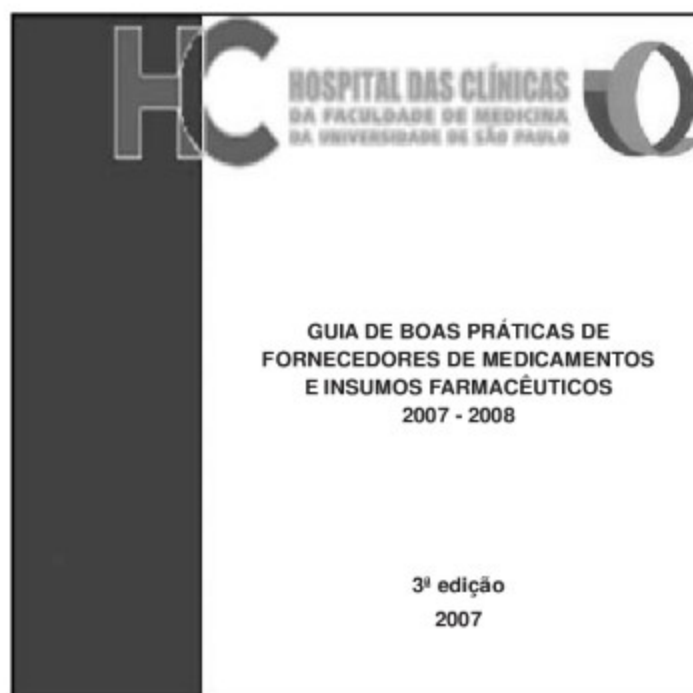 HC
HOSPITAL DAS CLÍNICAS
DA FACULDADE DE MEDICINA
DA UNIVERSIDADE DE SÃO PAULO
GUIA DE BOAS PRÁTICAS DE
FORNECEDORES DE MEDICAMENTOS
E INSUMOS FARMACÊUTICOS
2007 - 2008
3ª edição
2007